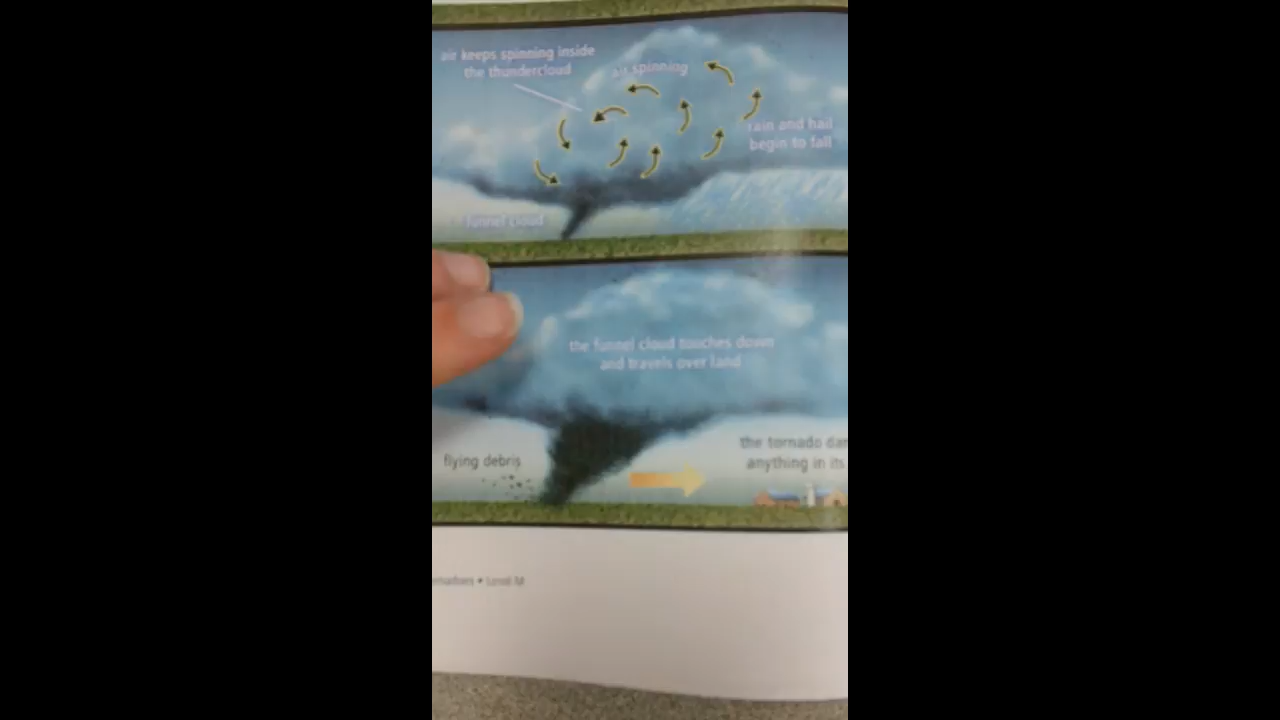 air keeps spinning inside
the thundercloud
air spinning
rain and hail
begin to fall
funnel cloud
the funnel cloud touches down
and travels over land
the tornado
anything in its
flying debris
• Level M